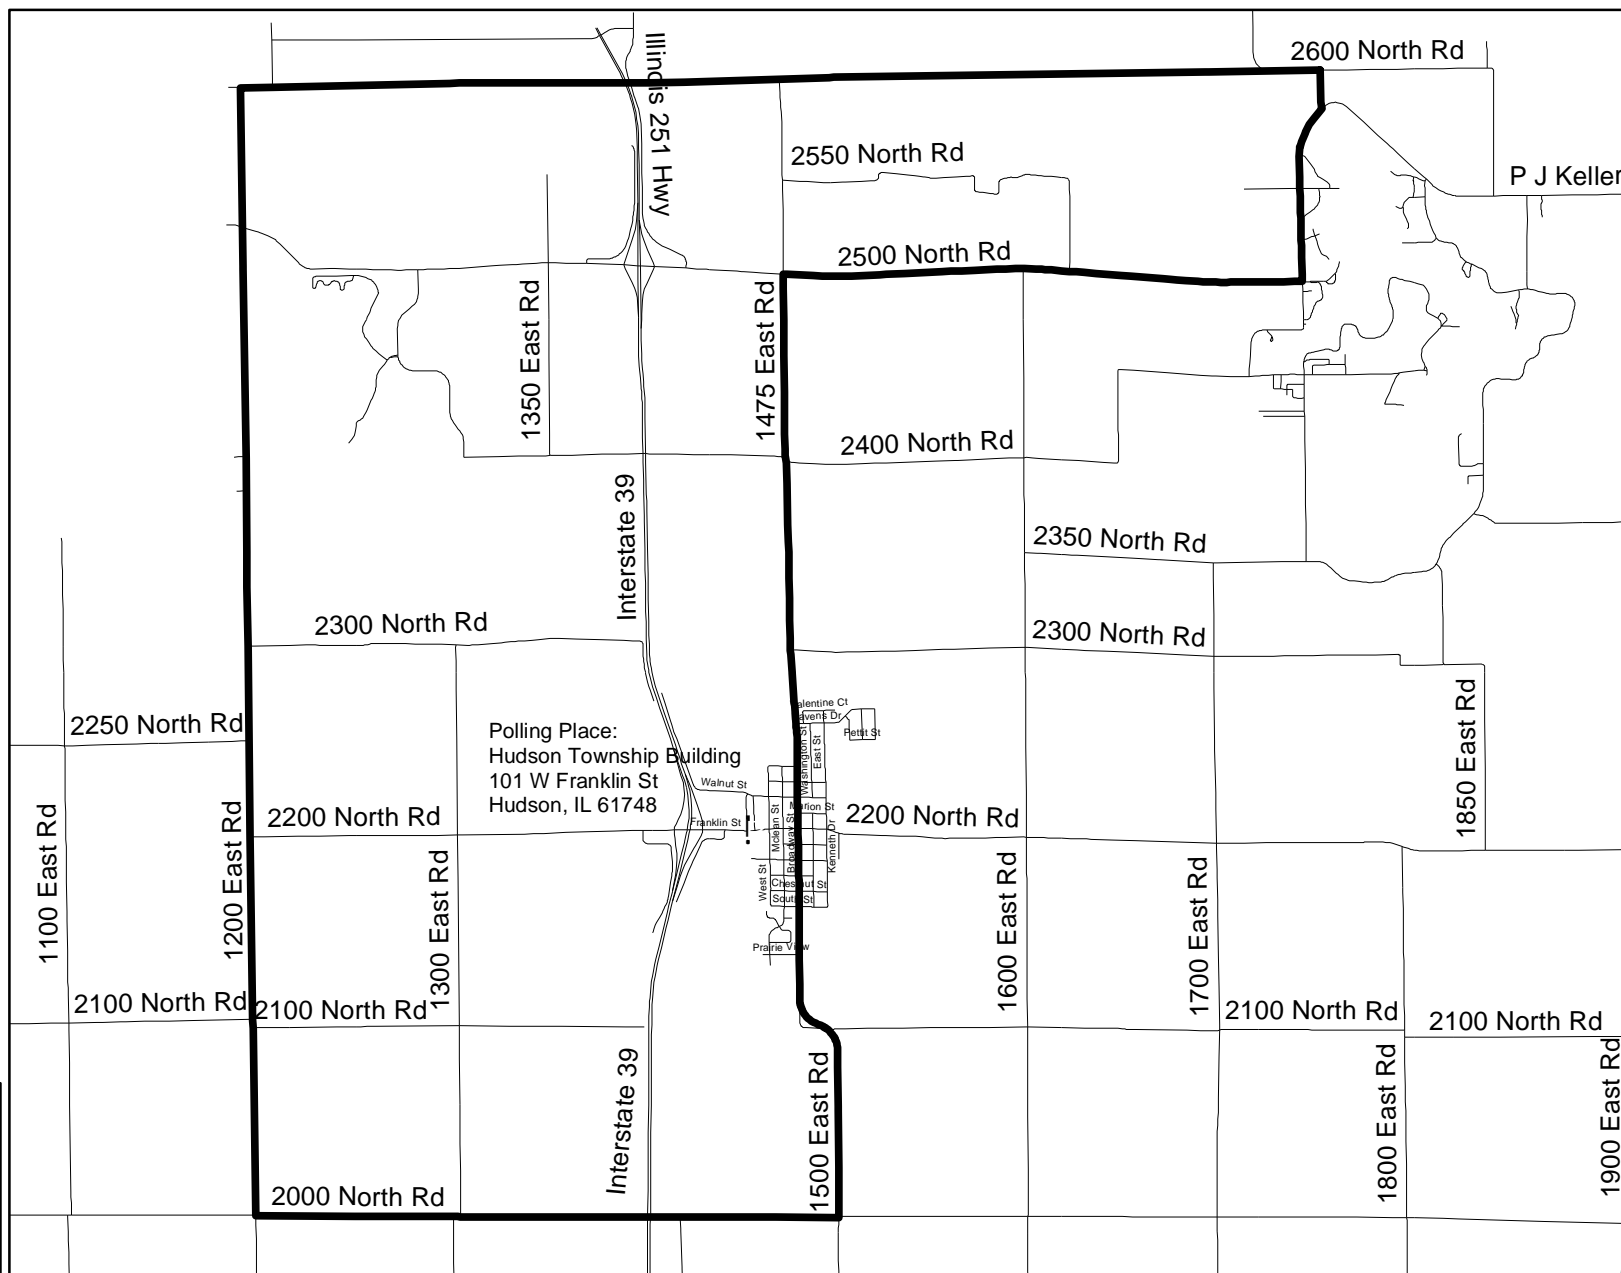 2600 North Rd
Illinois 251 Hwy
2550 North Rd
P J Keller
2500 North Rd
1350 East Rd
1475 East Rd
2400 North Rd
Interstate 39
2350 North Rd
2300 North Rd
2300 North Rd
1850 East Rd
2250 North Rd
Polling Place:
Hudson Township Building
101 W Franklin St
Hudson, IL 61748
alentine Ct
avens Dr
Pettit St
Washington St
East St
Walnut St
Marion St
Franklin St
Mclean St
Broadway St
Kenneth Dr
2200 North Rd
2200 North Rd
West St
Chestnut St
South St
Prairie View
1100 East Rd
1200 East Rd
1300 East Rd
1600 East Rd
1700 East Rd
2100 North Rd
2100 North Rd
2100 North Rd
2100 North Rd
Interstate 39
1500 East Rd
1800 East Rd
1900 East Rd
2000 North Rd